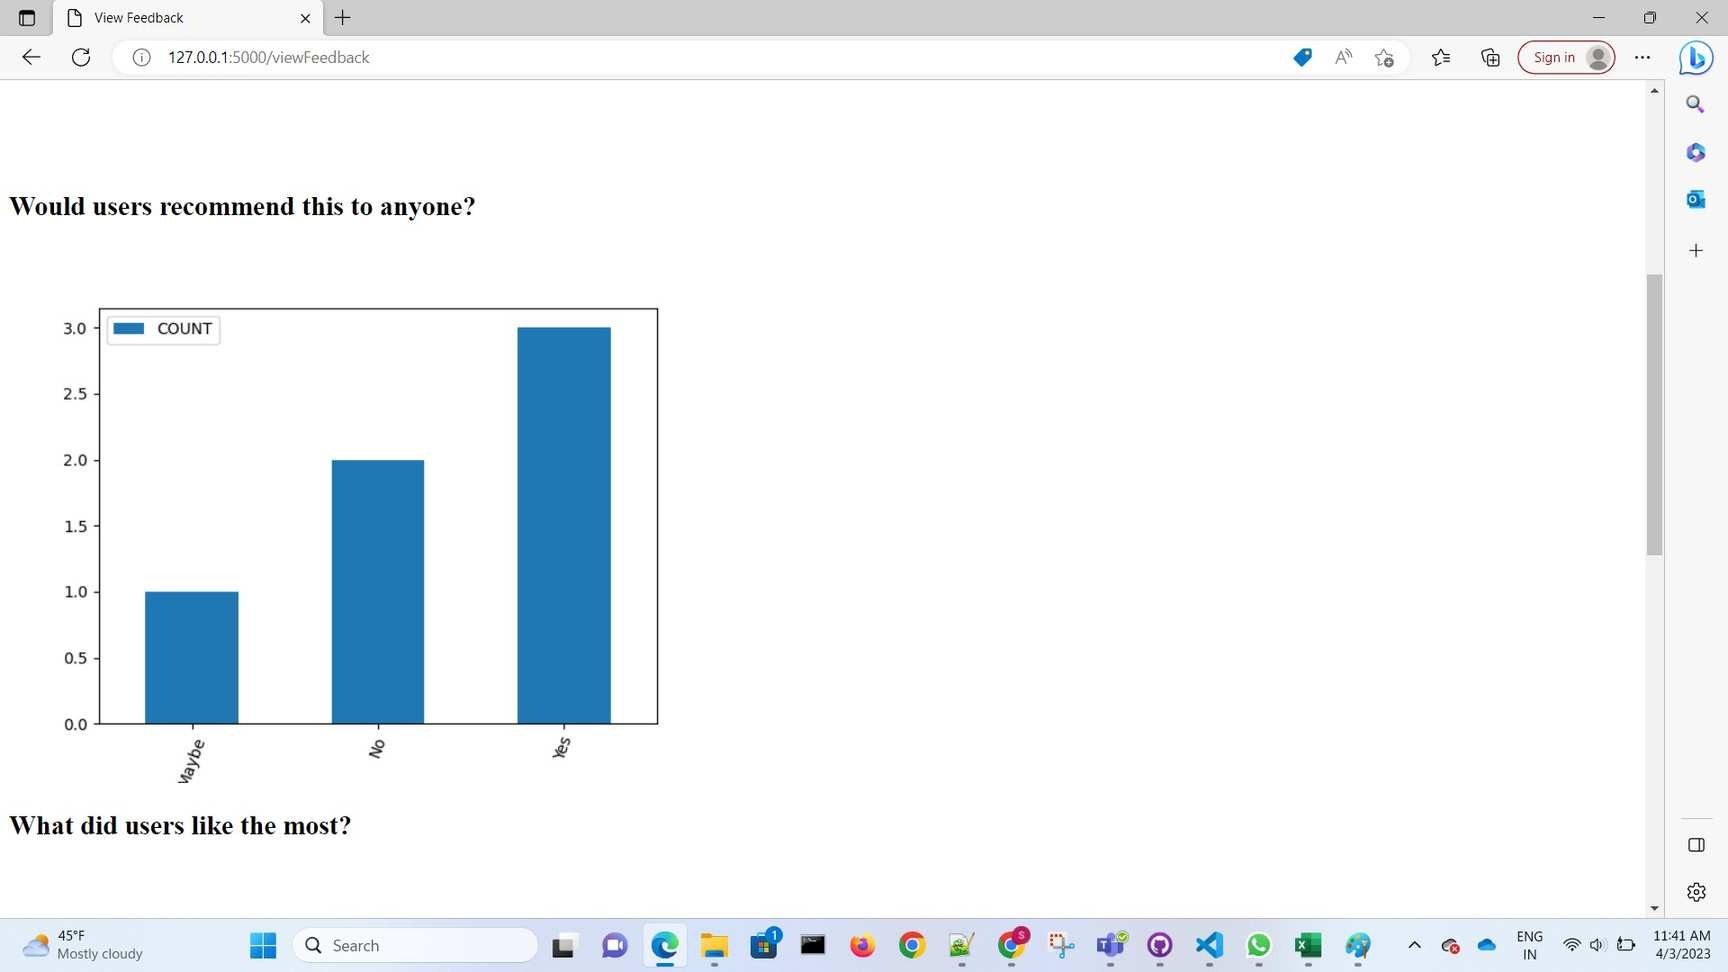 View Feedback
127.0.0.1:5000/viewFeedback
Sign in
Would users recommend this to anyone?
COUNT
3.0
2.5
2.0
1.5
1.0
0.5
0.0
Maybe
No
Yes
What did users like the most?
45°F
Mostly cloudy
Search
1
S
ENG
IN
11:41 AM
4/3/2023